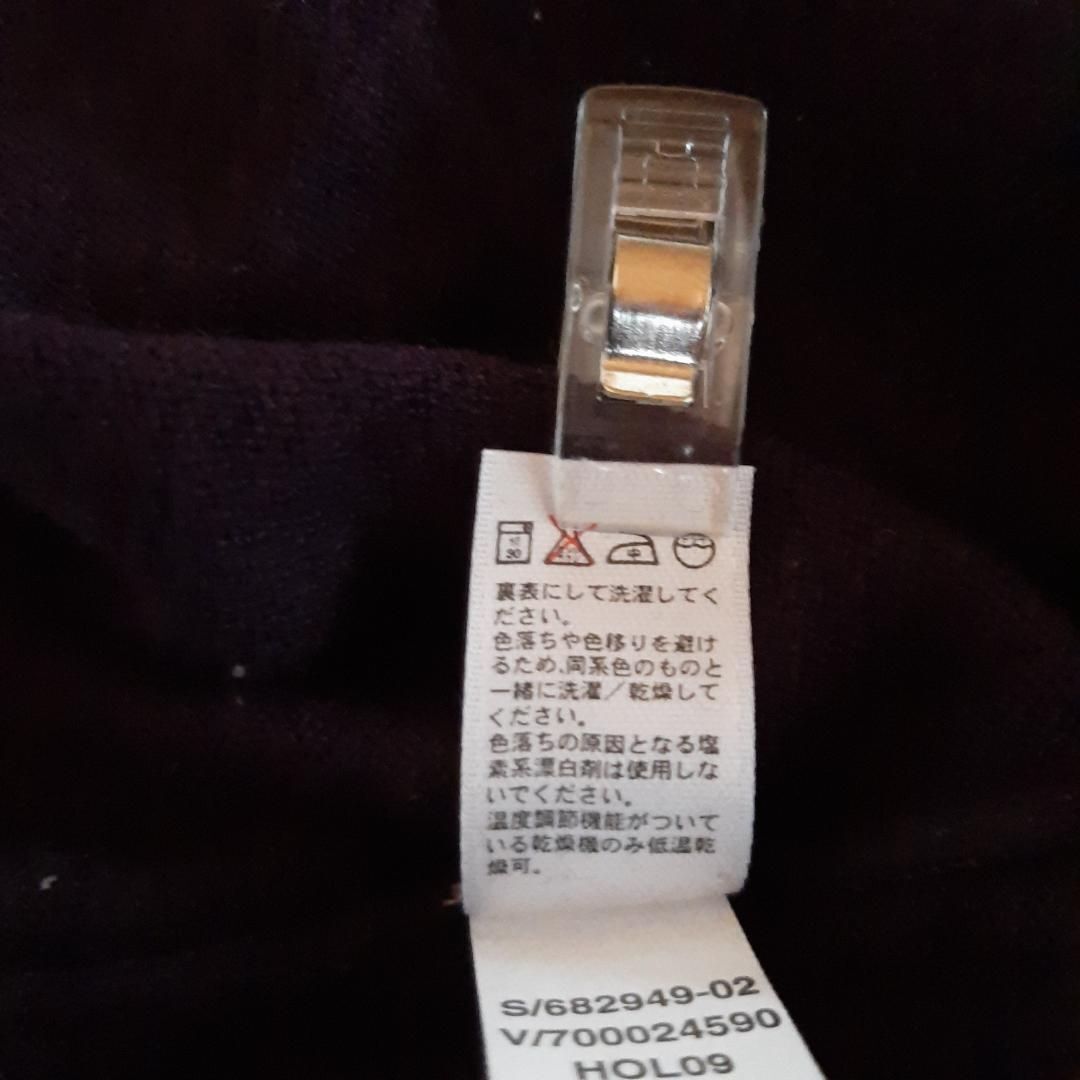 中
裏表にして洗濯してく
ださい。
色落ちや色移りを避け
るため、同系色のものと
一緒に洗濯／乾燥して
ください。
色落ちの原因となる塩
素系漂白剤は使用しな
いでください。
温度調節機能がついて
いる乾燥機のみ低温乾
燥可。
S/682949-02
V/700024590
HOL09